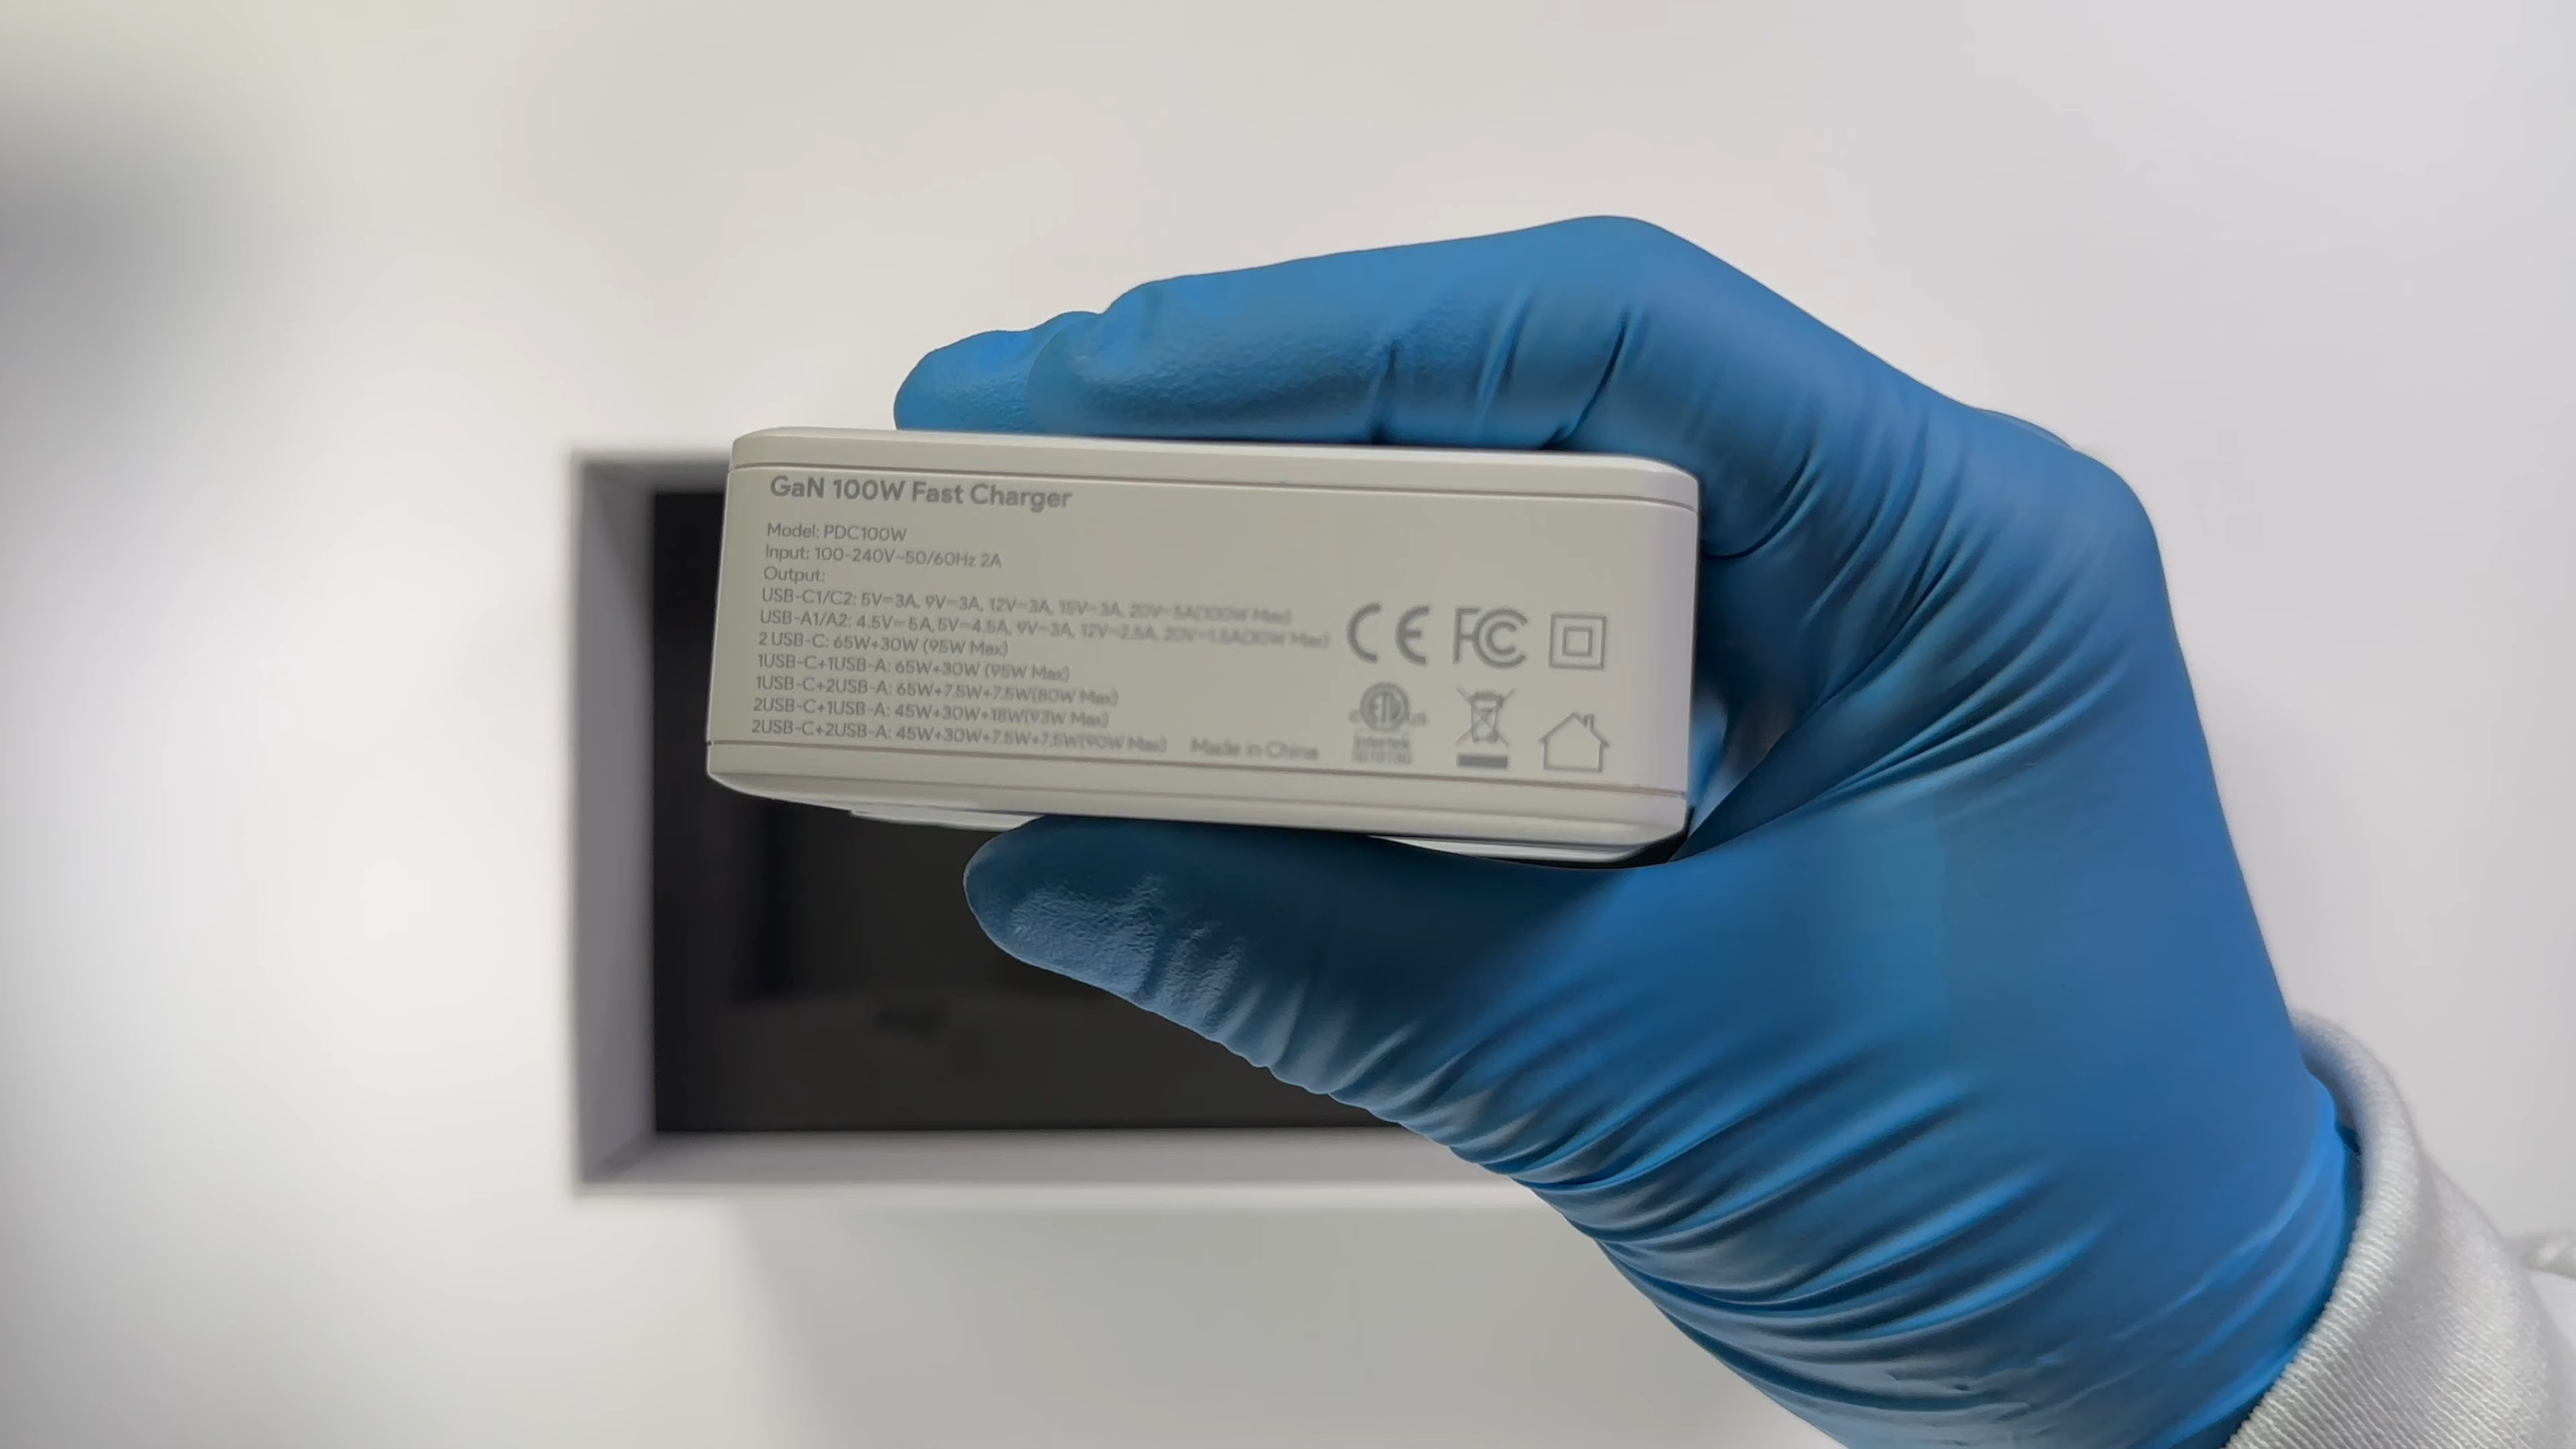 GaN 100W Fast Charger
Model: PDC100W
Input: 100-240V~50/60Hz 2A
Output:
USB-C1/C2: 5V=3A, 9V=3A, 12V=3A, 15V=3A, 20V=5A(100W Max)
USB-A1/A2: 4.5V=5A,5V=4.5A, 9V=3A, 12V=2.5A, 20V=1.5A(30W Max)
2 USB-C: 65W+30W (95W Max)
1USB-C+1USB-A: 65W+30W (95W Max)
1USB-C+2USB-A: 65W+7.5W+7.5W(80W Max)
2USB-C+1USB-A: 45W+30W+18W(93W Max)
2USB-C+2USB-A: 45W+30W+7.5W+7.5W(90W Max)
Made in China
CE FC
C ETL US
Intertek